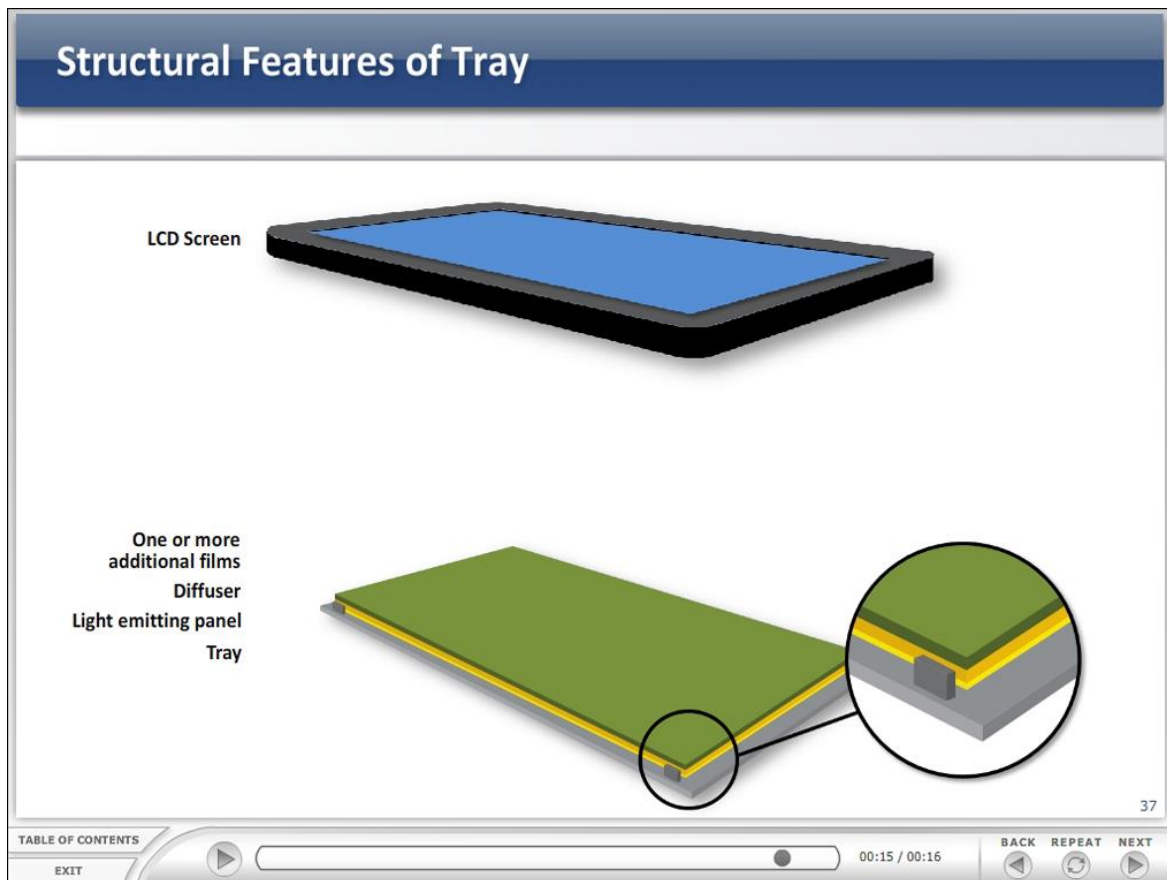 Structural Features of Tray
LCD Screen
One or more
additional films
Diffuser
Light emitting panel
Tray
37
TABLE OF CONTENTS
EXIT
00:15 / 00:16
BACK REPEAT NEXT